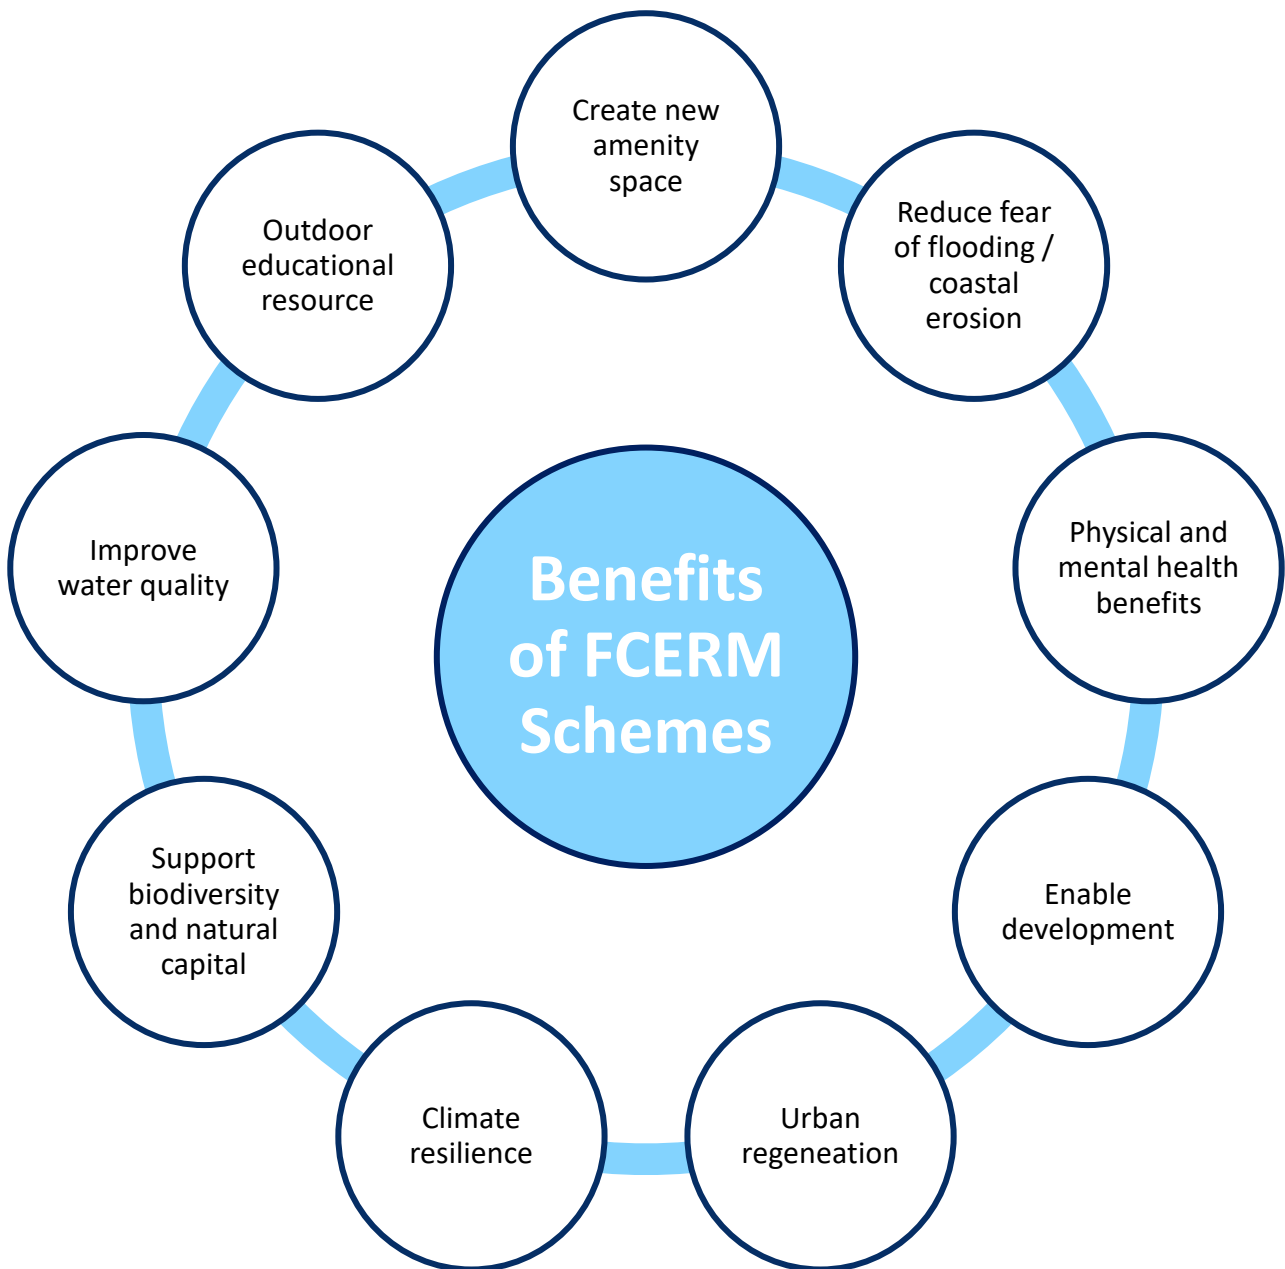 Create new
amenity
space
Reduce fear
of flooding /
coastal
erosion
Physical and
mental health
benefits
Enable
development
Urban
regeneation
Climate
resilience
Support
biodiversity
and natural
capital
Improve
water quality
Outdoor
educational
resource
Benefits
of FCERM
Schemes